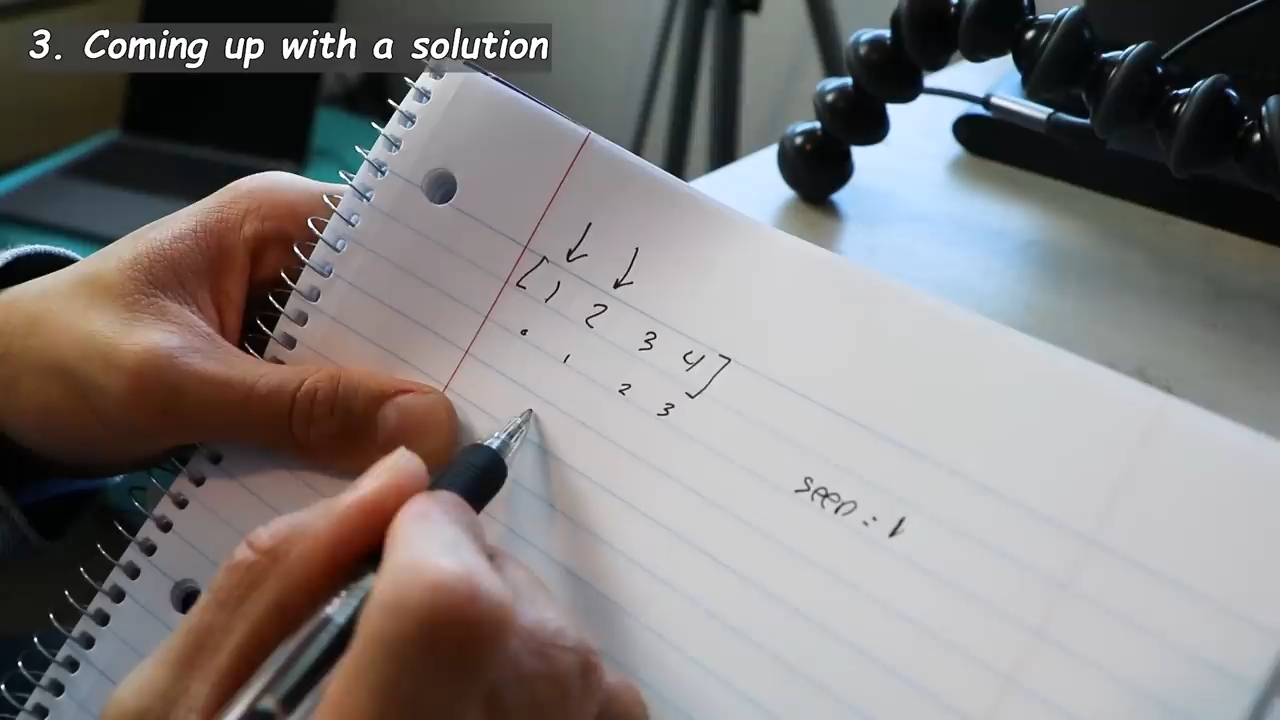 3. Coming up with a solution
[1 2 3 4]
0 1 2 3
seen: 1